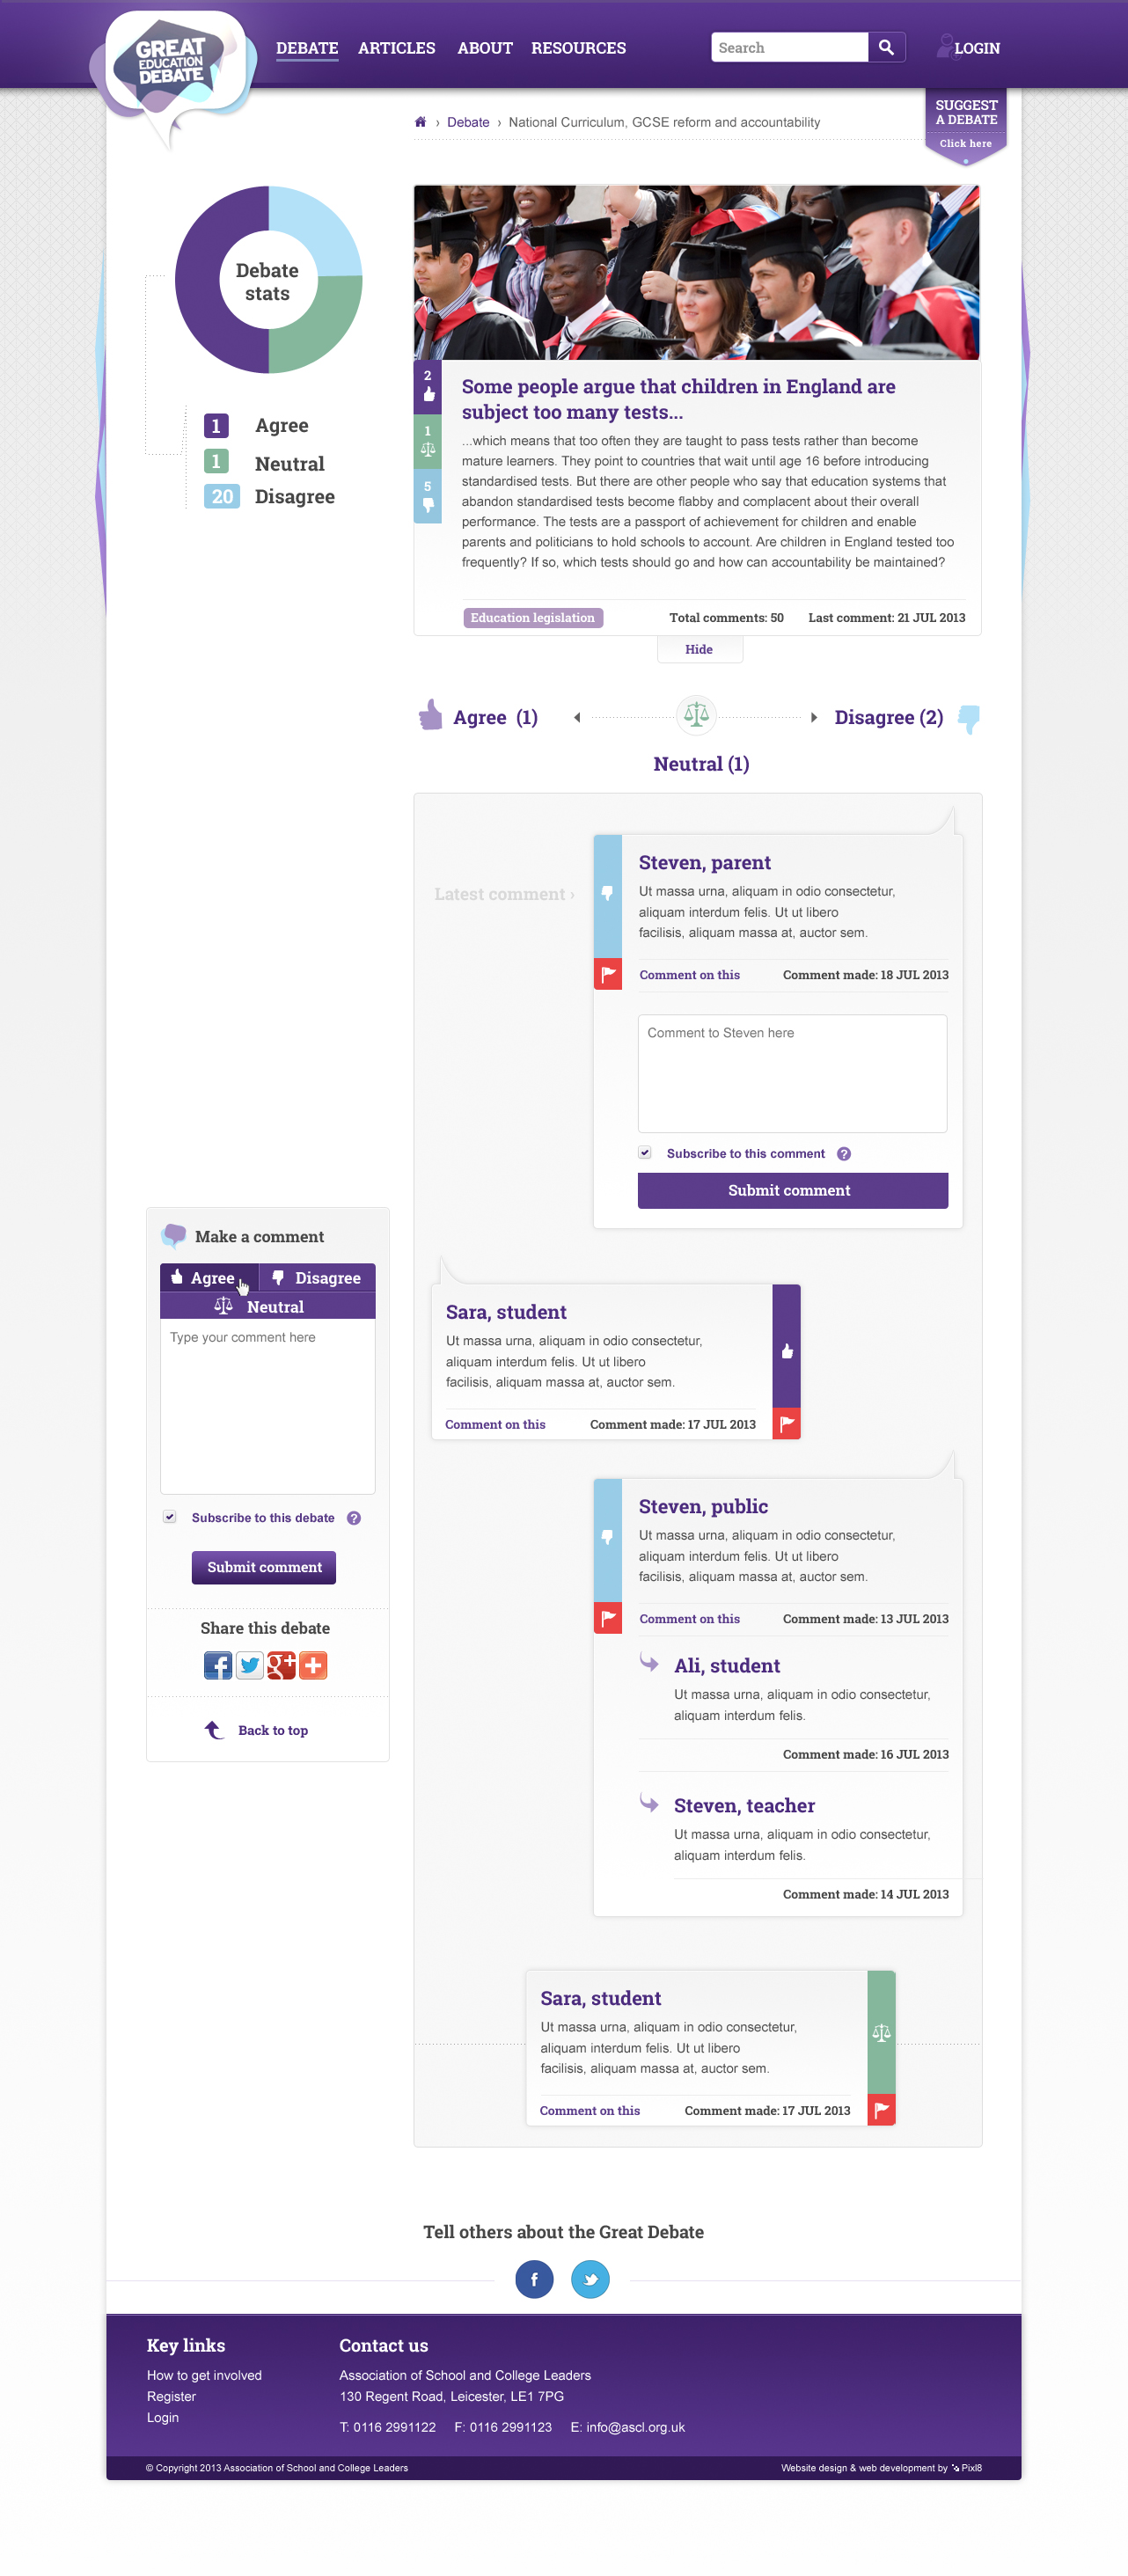 GREAT
EDUCATION
DEBATE
DEBATE ARTICLES ABOUT RESOURCES
Search
LOGIN
SUGGEST
A DEBATE
Click here
› Debate › National Curriculum, GCSE reform and accountability
Debate
stats
1 Agree
1 Neutral
20 Disagree
2
1
5
Some people argue that children in England are
subject too many tests...
...which means that too often they are taught to pass tests rather than become
mature learners. They point to countries that wait until age 16 before introducing
standardised tests. But there are other people who say that education systems that
abandon standardised tests become flabby and complacent about their overall
performance. The tests are a passport of achievement for children and enable
parents and politicians to hold schools to account. Are children in England tested too
frequently? If so, which tests should go and how can accountability be maintained?
Education legislation Total comments: 50 Last comment: 21 JUL 2013
Hide
Agree (1) Disagree (2)
Neutral (1)
Latest comment ›
Steven, parent
Ut massa urna, aliquam in odio consectetur,
aliquam interdum felis. Ut ut libero
facilisis, aliquam massa at, auctor sem.
Comment on this Comment made: 18 JUL 2013
Comment to Steven here
Subscribe to this comment ?
Submit comment
Make a comment
Agree Disagree
Neutral
Type your comment here
Subscribe to this debate ?
Submit comment
Share this debate
f g+ +
Back to top
Sara, student
Ut massa urna, aliquam in odio consectetur,
aliquam interdum felis. Ut ut libero
facilisis, aliquam massa at, auctor sem.
Comment on this Comment made: 17 JUL 2013
Steven, public
Ut massa urna, aliquam in odio consectetur,
aliquam interdum felis. Ut ut libero
facilisis, aliquam massa at, auctor sem.
Comment on this Comment made: 13 JUL 2013
Ali, student
Ut massa urna, aliquam in odio consectetur,
aliquam interdum felis.
Comment made: 16 JUL 2013
Steven, teacher
Ut massa urna, aliquam in odio consectetur,
aliquam interdum felis.
Comment made: 14 JUL 2013
Sara, student
Ut massa urna, aliquam in odio consectetur,
aliquam interdum felis. Ut ut libero
facilisis, aliquam massa at, auctor sem.
Comment on this Comment made: 17 JUL 2013
Tell others about the Great Debate
f
Key links
How to get involved
Register
Login
Contact us
Association of School and College Leaders
130 Regent Road, Leicester, LE1 7PG
T: 0116 2991122 F: 0116 2991123 E: info@ascl.org.uk
© Copyright 2013 Association of School and College Leaders
Website design & web development by Pixl8